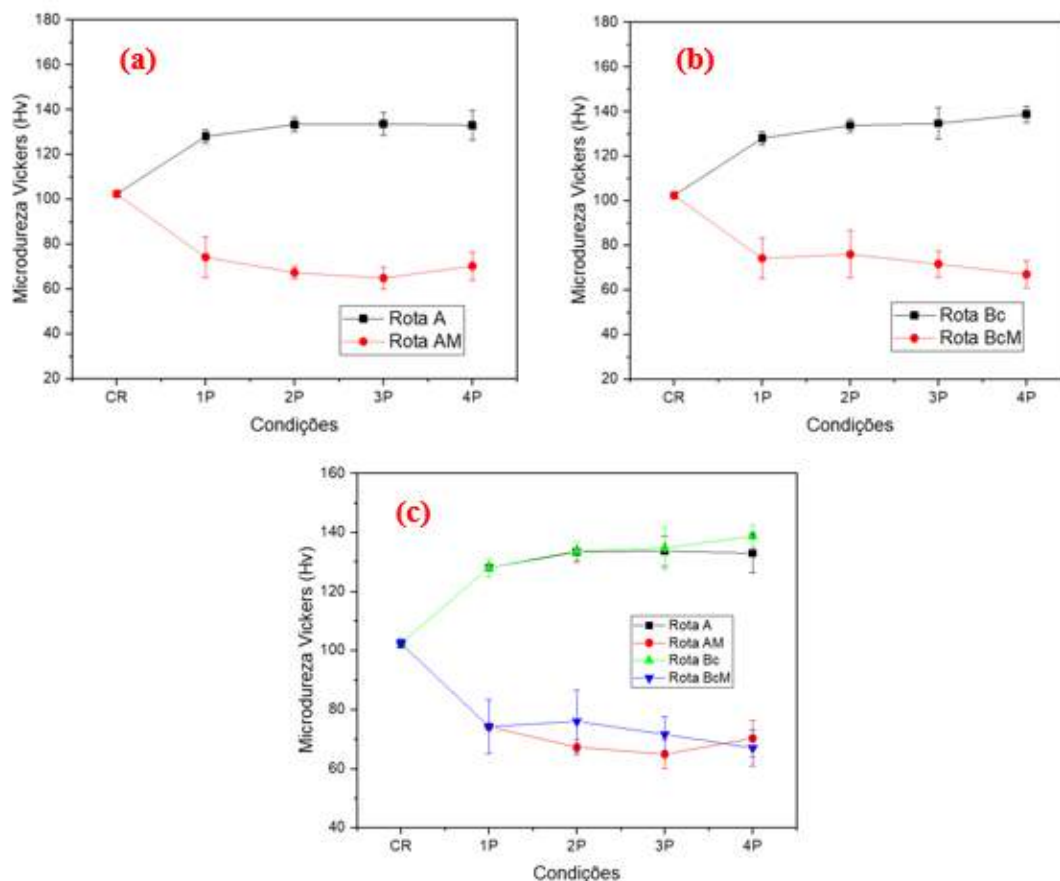 (a)
Microdureza Vickers (Hv)
180
160
140
120
100
80
60
40
20
Rota A
Rota AM
CR 1P 2P 3P 4P
Condições
(b)
Microdureza Vickers (Hv)
180
160
140
120
100
80
60
40
20
Rota Bc
Rota BcM
CR 1P 2P 3P 4P
Condições
(c)
Microdureza Vickers (Hv)
160
140
120
100
80
60
40
Rota A
Rota AM
Rota Bc
Rota BcM
CR 1P 2P 3P 4P
Condições